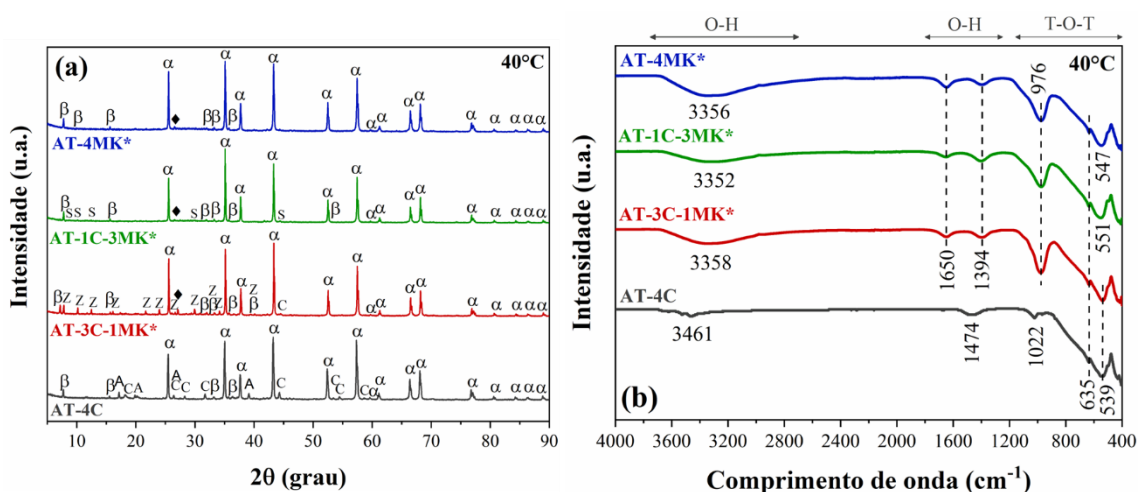 (a)
40°C
AT-4MK*
β β α ♦ β β β α α α α α β α α α α α α α
AT-1C-3MK*
β S S S β α ♦ S β β β α α S α β α β α α α α α α α
AT-3C-1MK*
β Z Z Z β Z Z Z α Z ♦ Z β Z β Z α β α Z α C α α β α α α α α α α
AT-4C
β β A C A α A C C C β α β α A α C α C C α C β α α α α α α α
5 10 20 30 40 50 60 70 80 90
2θ (grau)
Intensidade (u.a.)
O-H O-H T-O-T
40°C
AT-4MK*
3356
976
547
AT-1C-3MK*
3352
551
AT-3C-1MK*
3358
1650
1394
AT-4C
3461
1474
1022
635
539
(b)
4000 3600 3200 2800 2400 2000 1600 1200 800 400
Comprimento de onda (cm⁻¹)
Intensidade (u.a.)